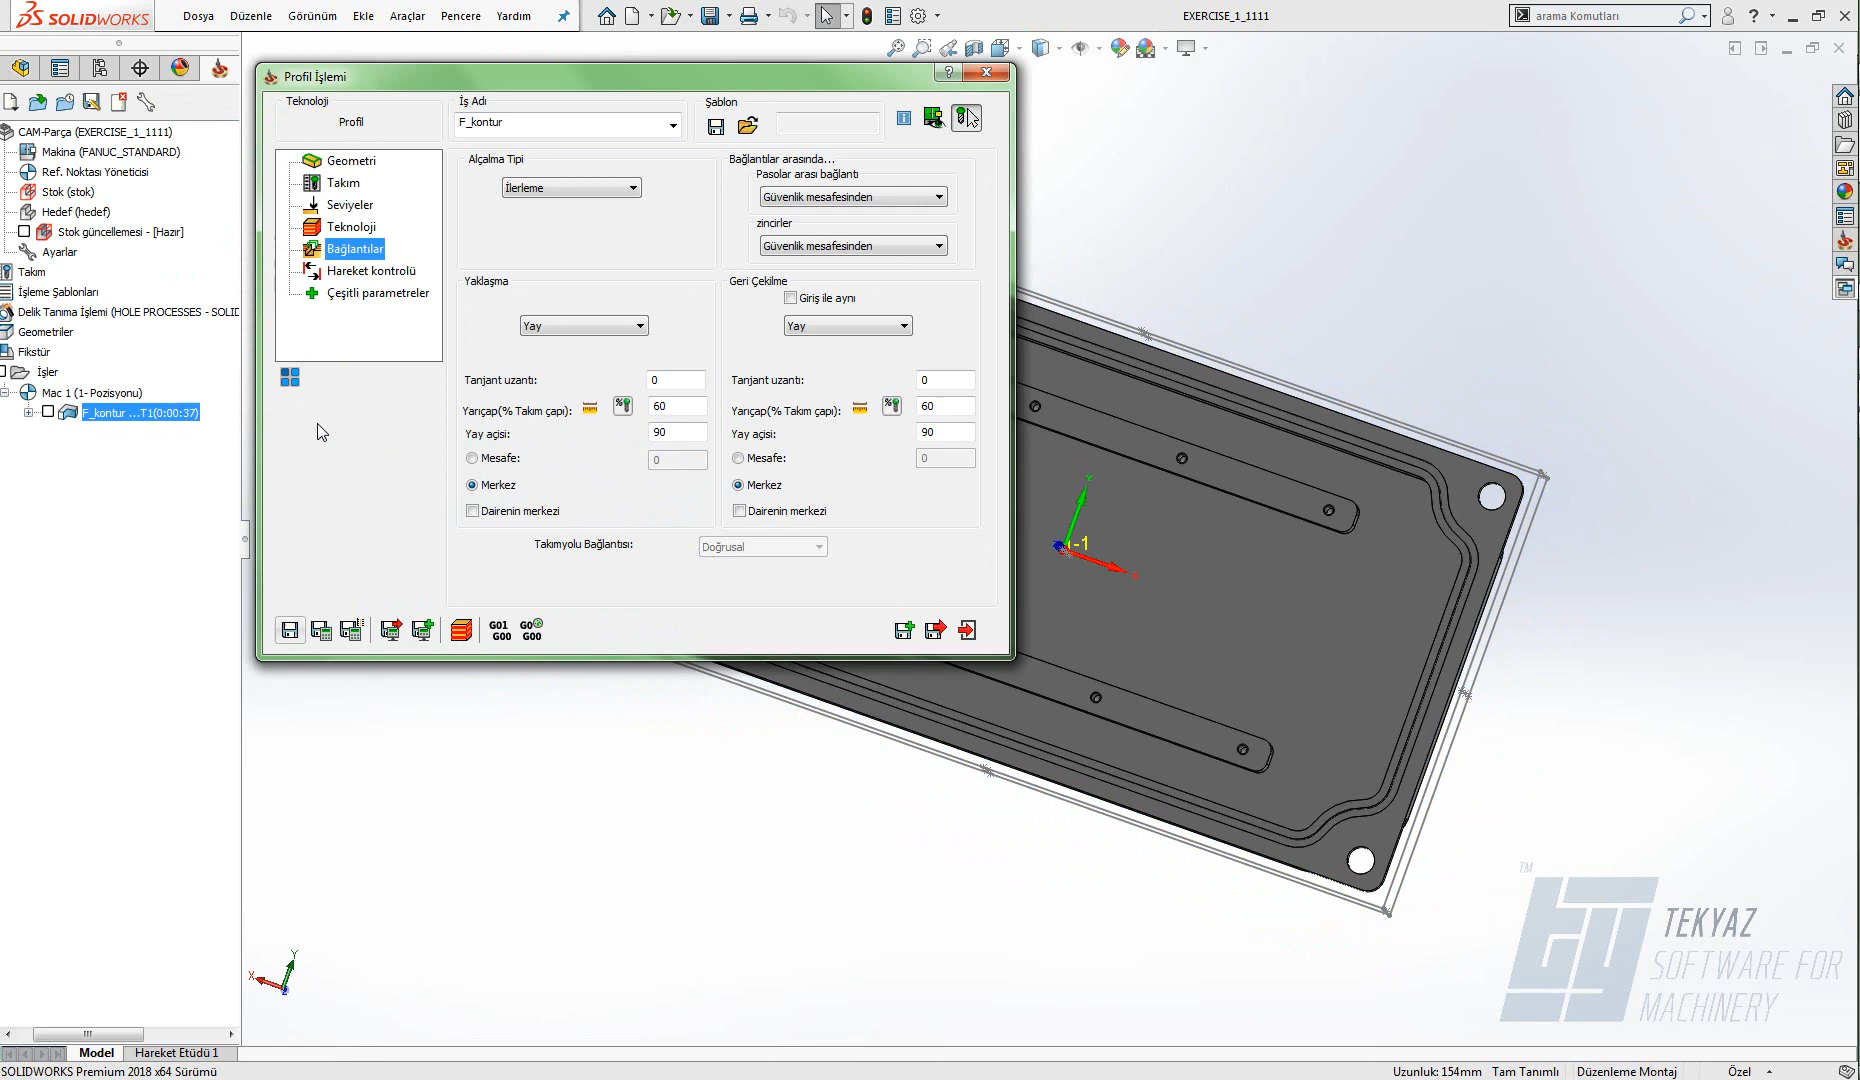 SOLIDWORKS
Dosya Düzenle Görünüm Ekle Araçlar Pencere Yardım
EXERCISE_1_1111
arama Komutları
CAM-Parça (EXERCISE_1_1111)
Makina (FANUC_STANDARD)
Ref. Noktası Yöneticisi
Stok (stok)
Hedef (hedef)
Stok güncellemesi - [Hazır]
Ayarlar
Takım
İşleme Şablonları
Delik Tanıma İşlemi (HOLE PROCESSES - SOLID
Geometriler
Fikstür
İşler
Mac 1 (1- Pozisyonu)
F_kontur ...T1(0:00:37)
Profil İşlemi
Teknoloji
Profil
İş Adı
F_kontur
Şablon
Geometri
Takım
Seviyeler
Teknoloji
Bağlantılar
Hareket kontrolü
Çeşitli parametreler
Alçalma Tipi
İlerleme
Bağlantılar arasında...
Pasolar arası bağlantı
Güvenlik mesafesinden
zincirler
Güvenlik mesafesinden
Yaklaşma
Yay
Tanjant uzantı: 0
Yarıçap(% Takım çapı): 60
Yay açisi: 90
Mesafe: 0
Merkez
Dairenin merkezi
Geri Çekilme
Giriş ile aynı
Yay
Tanjant uzantı: 0
Yarıçap(% Takım çapı): 60
Yay açisi: 90
Mesafe: 0
Merkez
Dairenin merkezi
Takımyolu Bağlantısı: Doğrusal
G01
G00
G00
Y
1-1
X
TM
TEKYAZ
SOFTWARE FOR
MACHINERY
Y
X
Z
Model Hareket Etüdü 1
SOLIDWORKS Premium 2018 x64 Sürümü
Uzunluk: 154mm Tam Tanımlı Düzenleme Montaj Özel